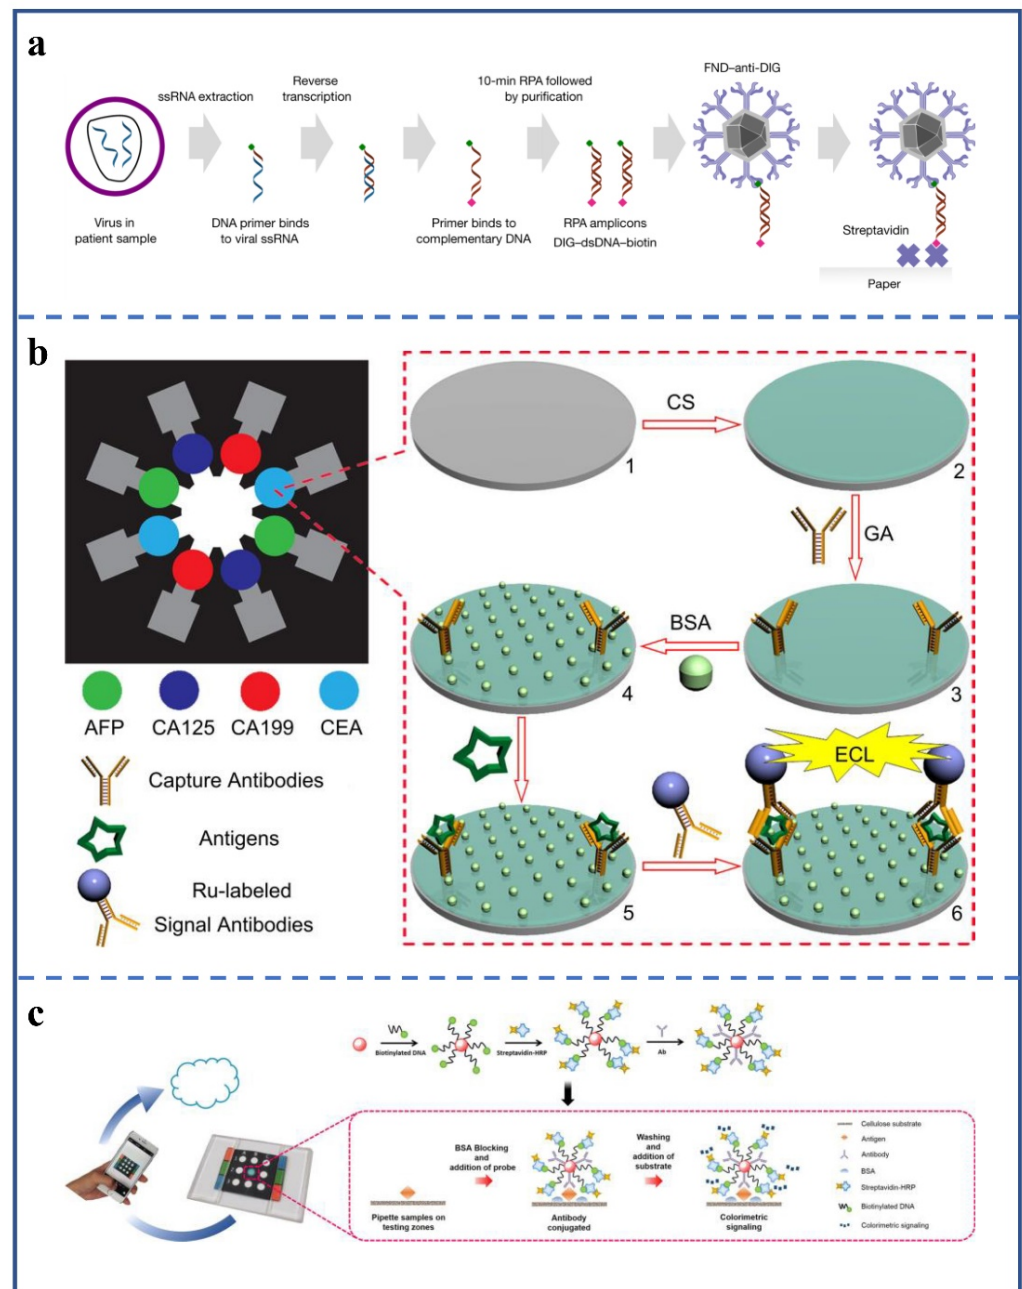 a
ssRNA extraction
Reverse
transcription
10-min RPA followed
by purification
FND–anti-DIG
Virus in
patient sample
DNA primer binds
to viral ssRNA
Primer binds to
complementary DNA
RPA amplicons
DIG–dsDNA–biotin
Streptavidin
Paper
b
CS
1
2
GA
BSA
4
3
ECL
5
6
AFP
CA125
CA199
CEA
Capture Antibodies
Antigens
Ru-labeled
Signal Antibodies
c
Biotinylated DNA
Streptavidin-HRP
Ab
BSA Blocking
and
addition of probe
Washing
and
addition of
substrate
Pipette samples on
testing zones
Antibody
conjugated
Colorimetric
signaling
Cellulose substrate
Antigen
Antibody
BSA
Streptavidin-HRP
Biotinylated DNA
Colorimetric signaling